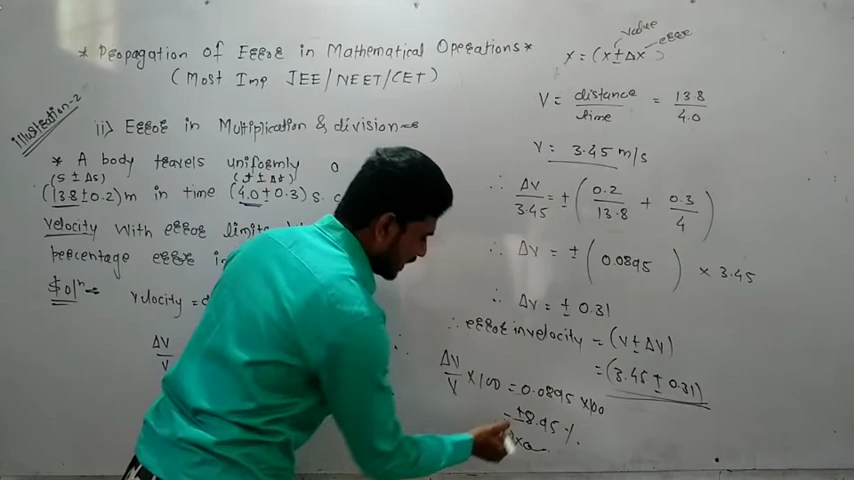 * Propagation of Error in Mathematical Operations *
(Most Imp JEE/NEET/CET)
Illustration-2
ii) Error in Multiplication & division
* A body travels uniformly a
(S ± ΔS) (t ± Δt)
(13.8 ± 0.2) m in time (4.0 ± 0.3) s. c
velocity With error limits
percentage error in
Solⁿ velocity =
ΔV
V
value
error
X = (x ± Δx)
V = distance/time = 13.8/4.0
V = 3.45 m/s
∴ ΔV/3.45 = ± (0.2/13.8 + 0.3/4)
∴ ΔV = ± (0.0895) × 3.45
∴ ΔV = ± 0.31
∴ error in velocity = (V ± ΔV)
= (3.45 ± 0.31)
ΔV/V × 100 = 0.0895 × 100
= ± 8.95 %.